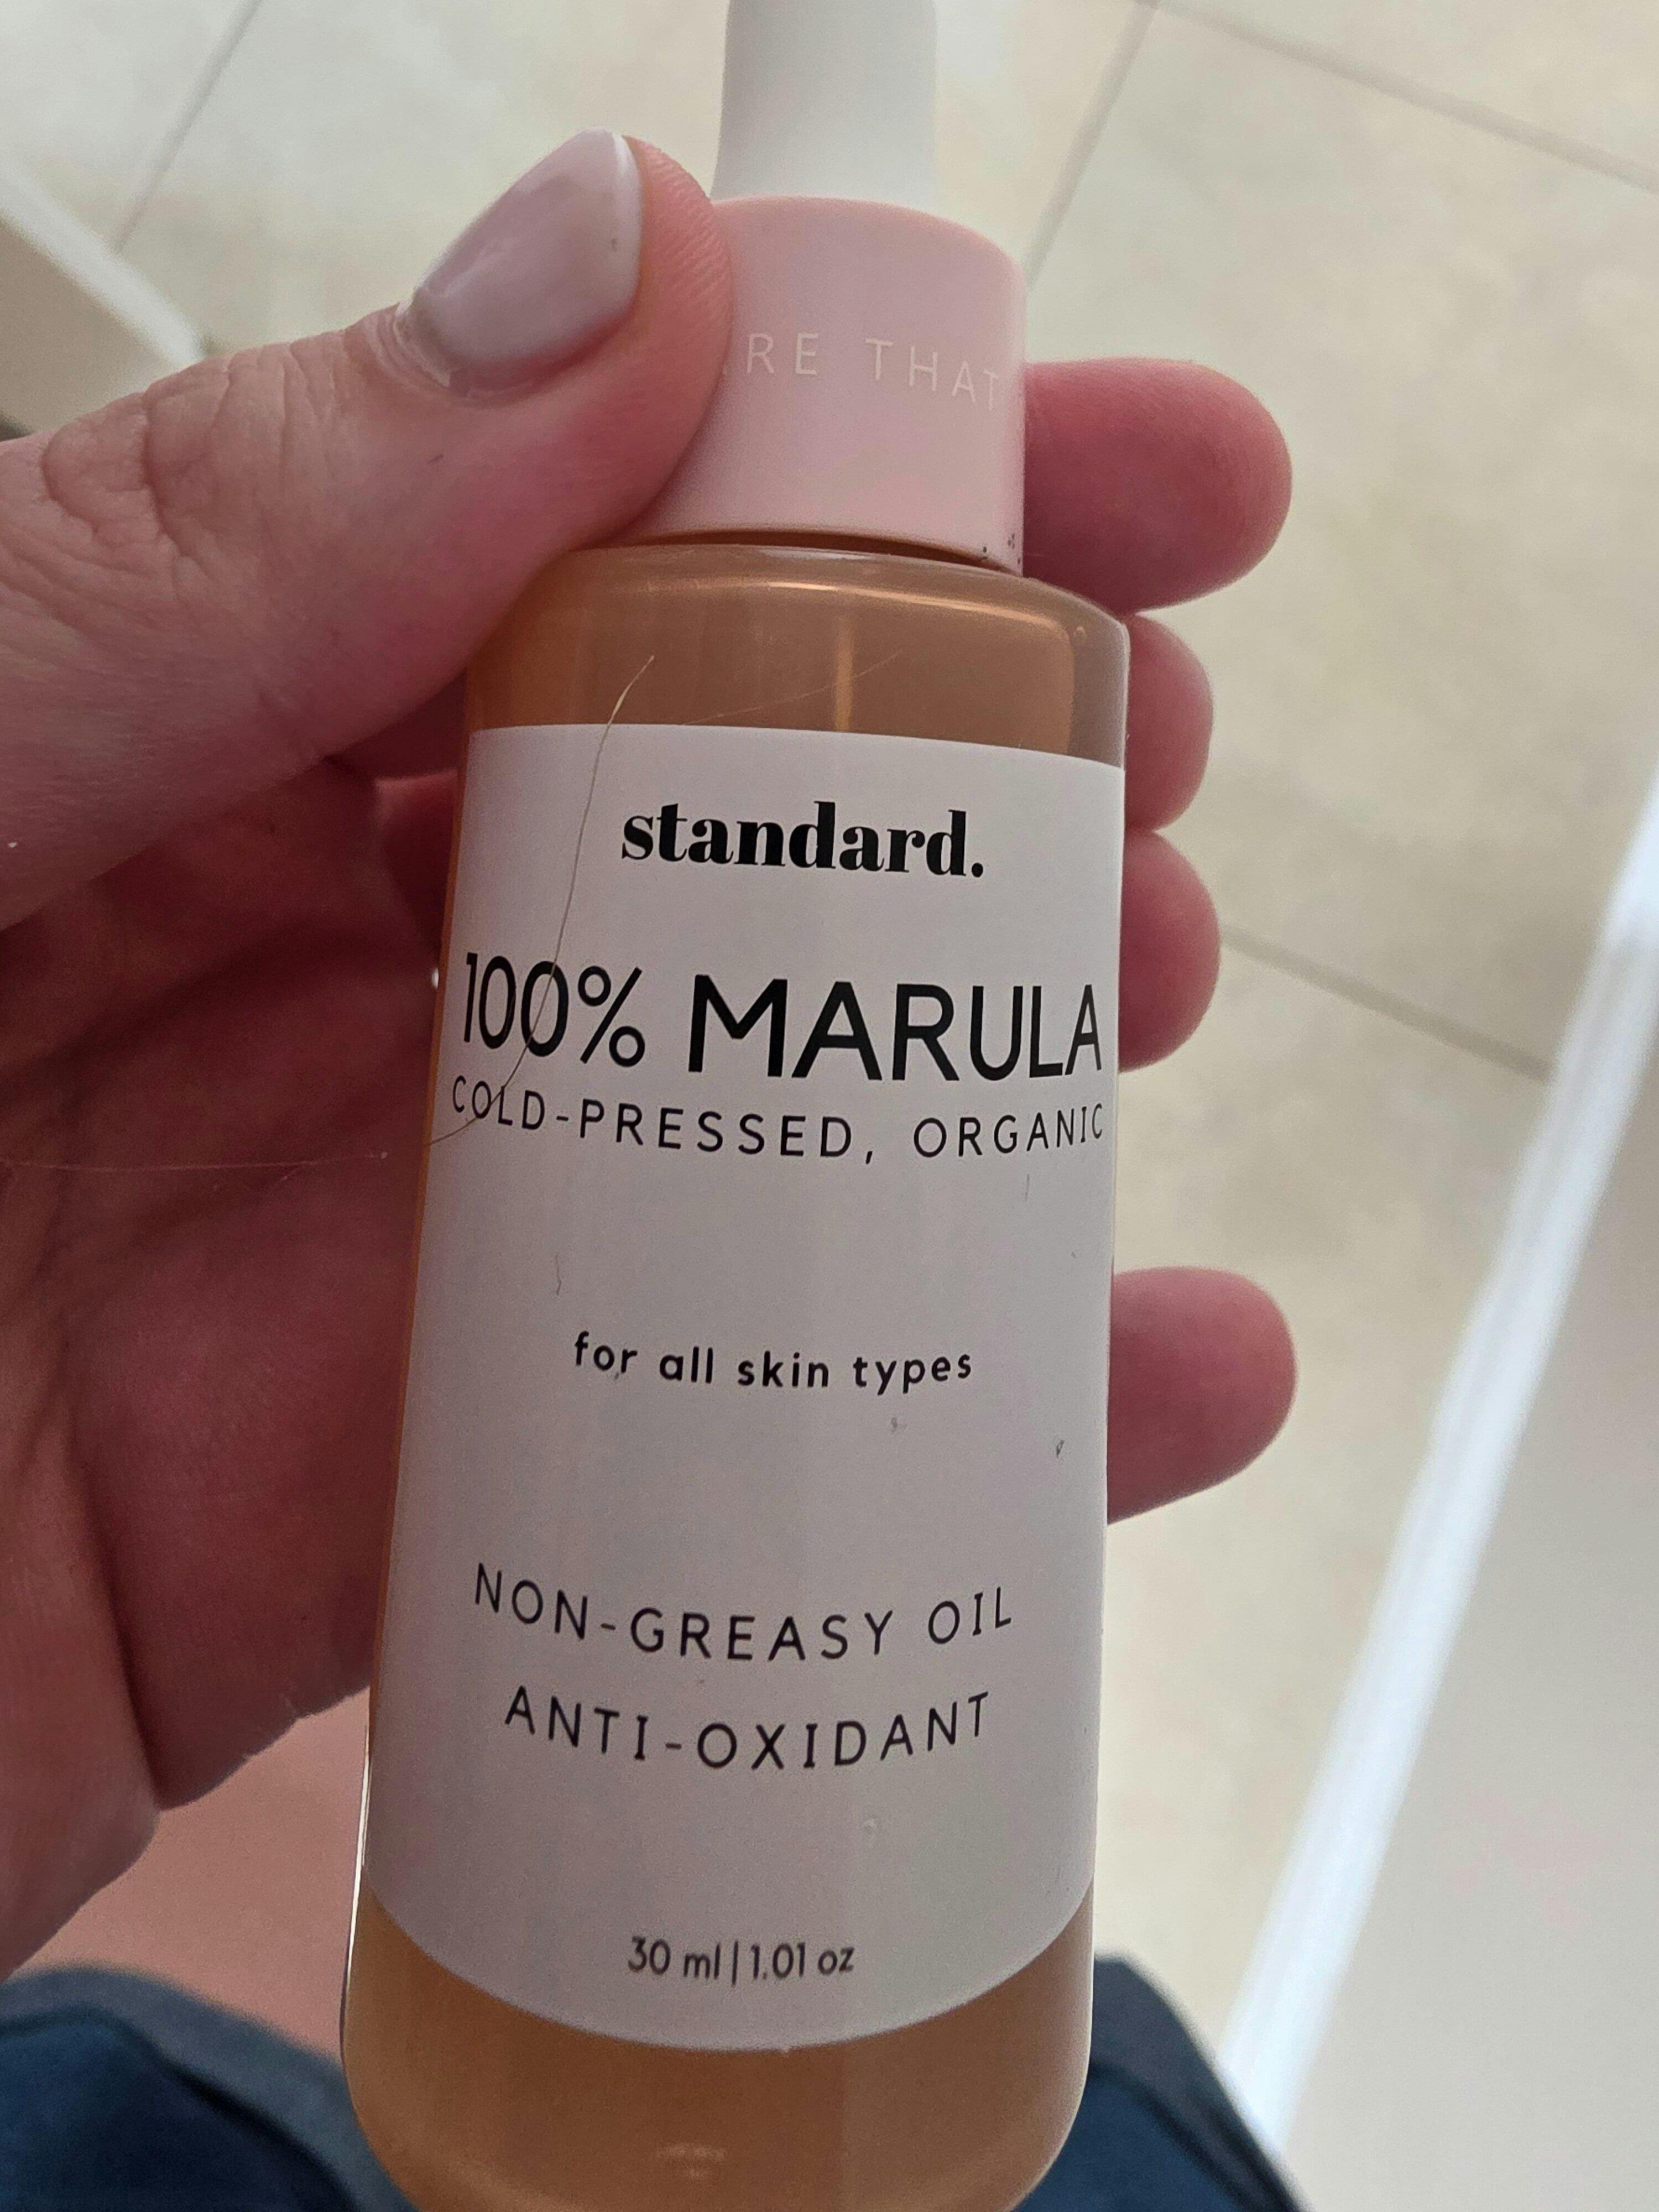 RE THAT
standard.
100% MARULA
COLD-PRESSED, ORGANIC
for all skin types
NON-GREASY OIL
ANTI-OXIDANT
30 ml | 1.01 oz